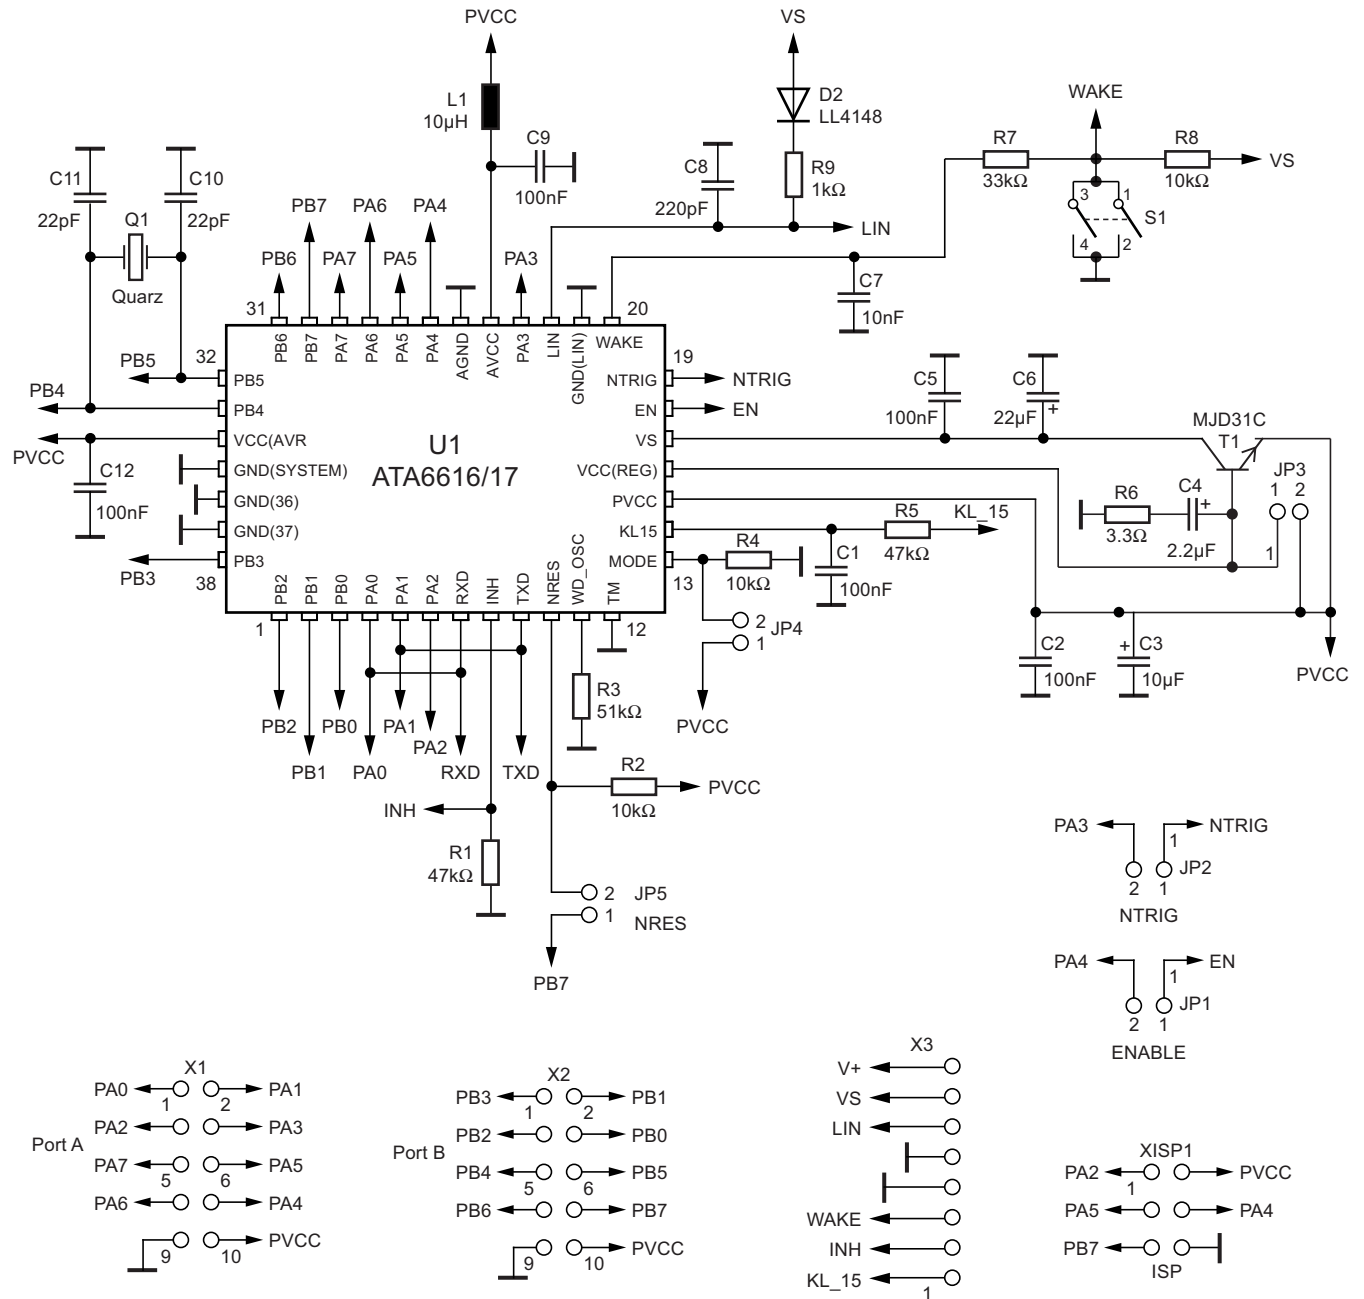 PVCC
VS
L1
10µH
C9
100nF
D2
LL4148
R9
1kΩ
C8
220pF
LIN
WAKE
R7
33kΩ
R8
10kΩ
VS
3
1
S1
4
2
C7
10nF
C11
22pF
C10
22pF
Q1
Quarz
PB7
PA6
PA4
PB6
PA7
PA5
PA3
31
20
PB6
PB7
PA7
PA6
PA5
PA4
AGND
AVCC
PA3
LIN
GND(LIN)
WAKE
32
PB5
PB5
PB4
PB4
VCC(AVR
PVCC
GND(SYSTEM)
C12
100nF
GND(36)
GND(37)
PB3
PB3
38
U1
ATA6616/17
19
NTRIG
NTRIG
EN
EN
VS
VCC(REG)
PVCC
KL15
MODE
13
C5
100nF
C6
22µF
+
MJD31C
T1
JP3
1
2
R6
3.3Ω
C4
+
2.2µF
1
R5
47kΩ
KL_15
R4
10kΩ
C1
100nF
2
1
JP4
PVCC
C2
100nF
+
C3
10µF
PVCC
PB2
PB1
PB0
PA0
PA1
PA2
RXD
INH
TXD
NRES
WD_OSC
TM
1
12
PB2
PB1
PB0
PA0
PA1
PA2
RXD
TXD
R3
51kΩ
R2
10kΩ
PVCC
INH
R1
47kΩ
2
JP5
1
NRES
PB7
PA3
NTRIG
1
JP2
2
1
NTRIG
PA4
EN
1
JP1
2
1
ENABLE
X1
PA0
PA1
1
2
PA2
PA3
Port A
PA7
PA5
5
6
PA6
PA4
PVCC
9
10
X2
PB3
PB1
1
2
PB2
PB0
Port B
PB4
PB5
5
6
PB6
PB7
PVCC
9
10
X3
V+
VS
LIN
WAKE
INH
KL_15
1
XISP1
PA2
PVCC
1
PA5
PA4
PB7
ISP